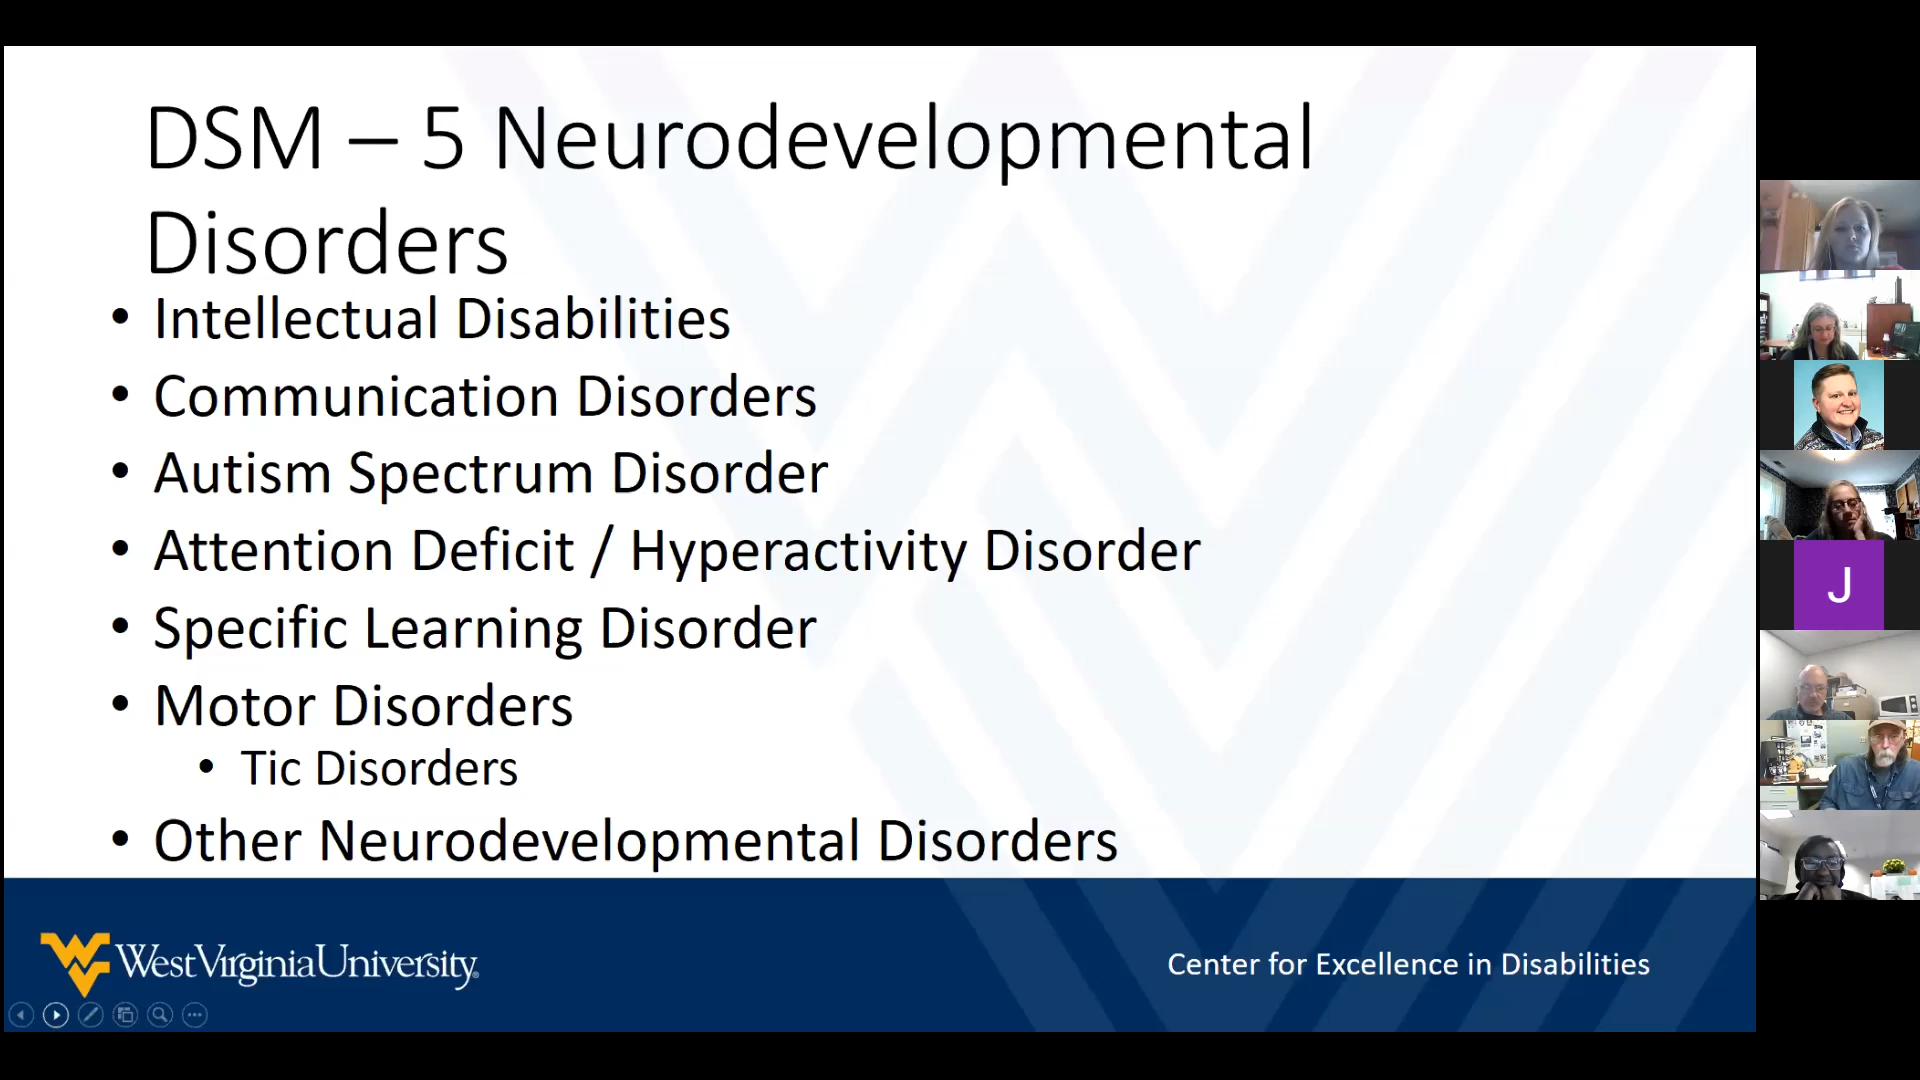 DSM – 5 Neurodevelopmental
Disorders
• Intellectual Disabilities
• Communication Disorders
• Autism Spectrum Disorder
• Attention Deficit / Hyperactivity Disorder
• Specific Learning Disorder
• Motor Disorders
• Tic Disorders
• Other Neurodevelopmental Disorders
West Virginia University®
Center for Excellence in Disabilities
J